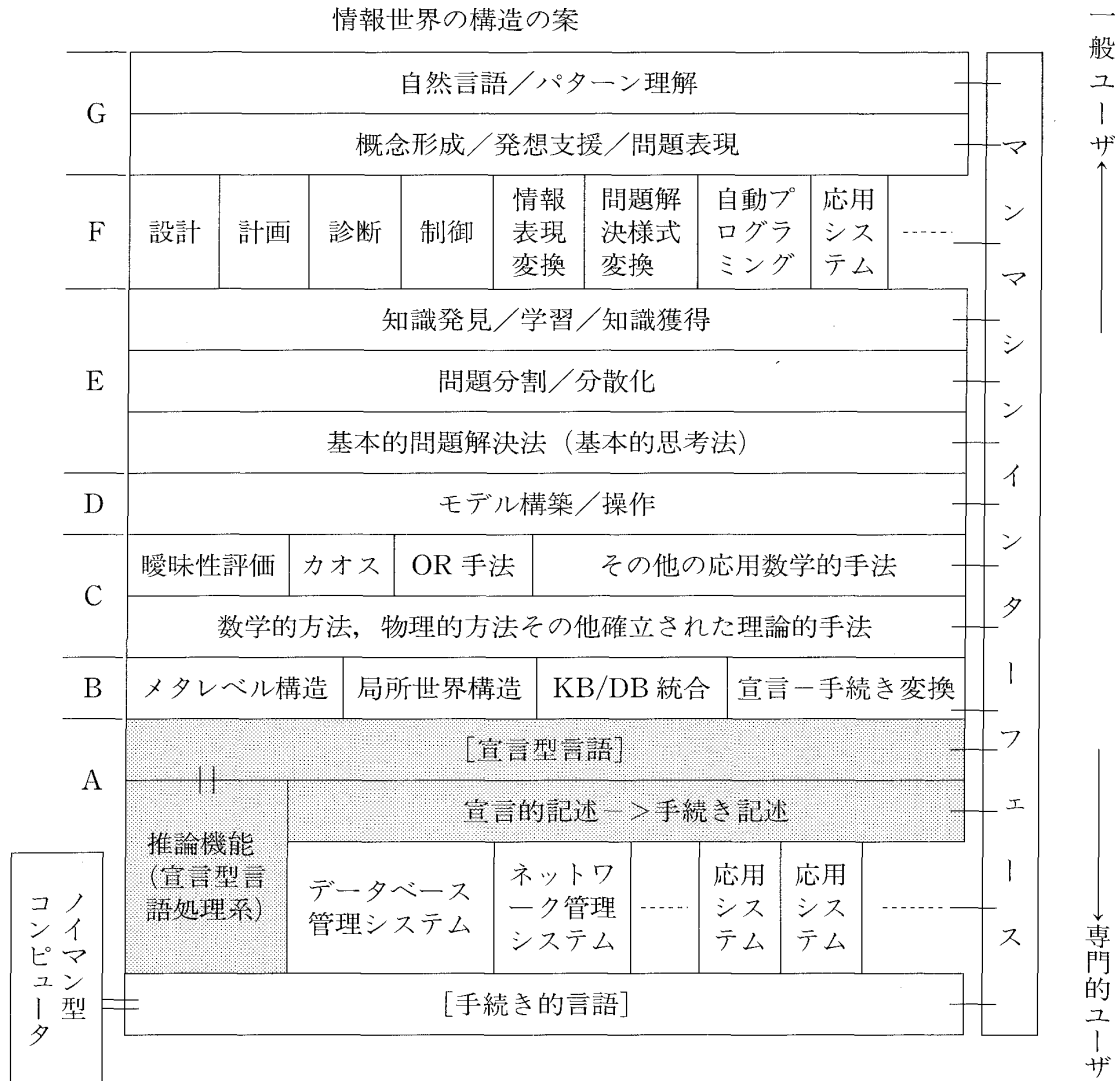 情報世界の構造の案
一般ユーザ
G
自然言語／パターン理解
概念形成／発想支援／問題表現
F
設計
計画
診断
制御
情報
表現
変換
問題解
決様式
変換
自動プ
ログラ
ミング
応用
シス
テム
E
知識発見／学習／知識獲得
問題分割／分散化
基本的問題解決法（基本的思考法）
D
モデル構築／操作
C
曖昧性評価
カオス
OR 手法
その他の応用数学的手法
数学的方法，物理的方法その他確立された理論的手法
B
メタレベル構造
局所世界構造
KB/DB 統合
宣言－手続き変換
A
[宣言型言語]
宣言的記述－＞手続き記述
推論機能
（宣言型言
語処理系）
データベース
管理システム
ネットワ
ーク管理
システム
応用
シス
テム
応用
シス
テム
[手続き的言語]
ノイマン型
コンピュータ
マンマシンインターフェース
専門的ユーザ